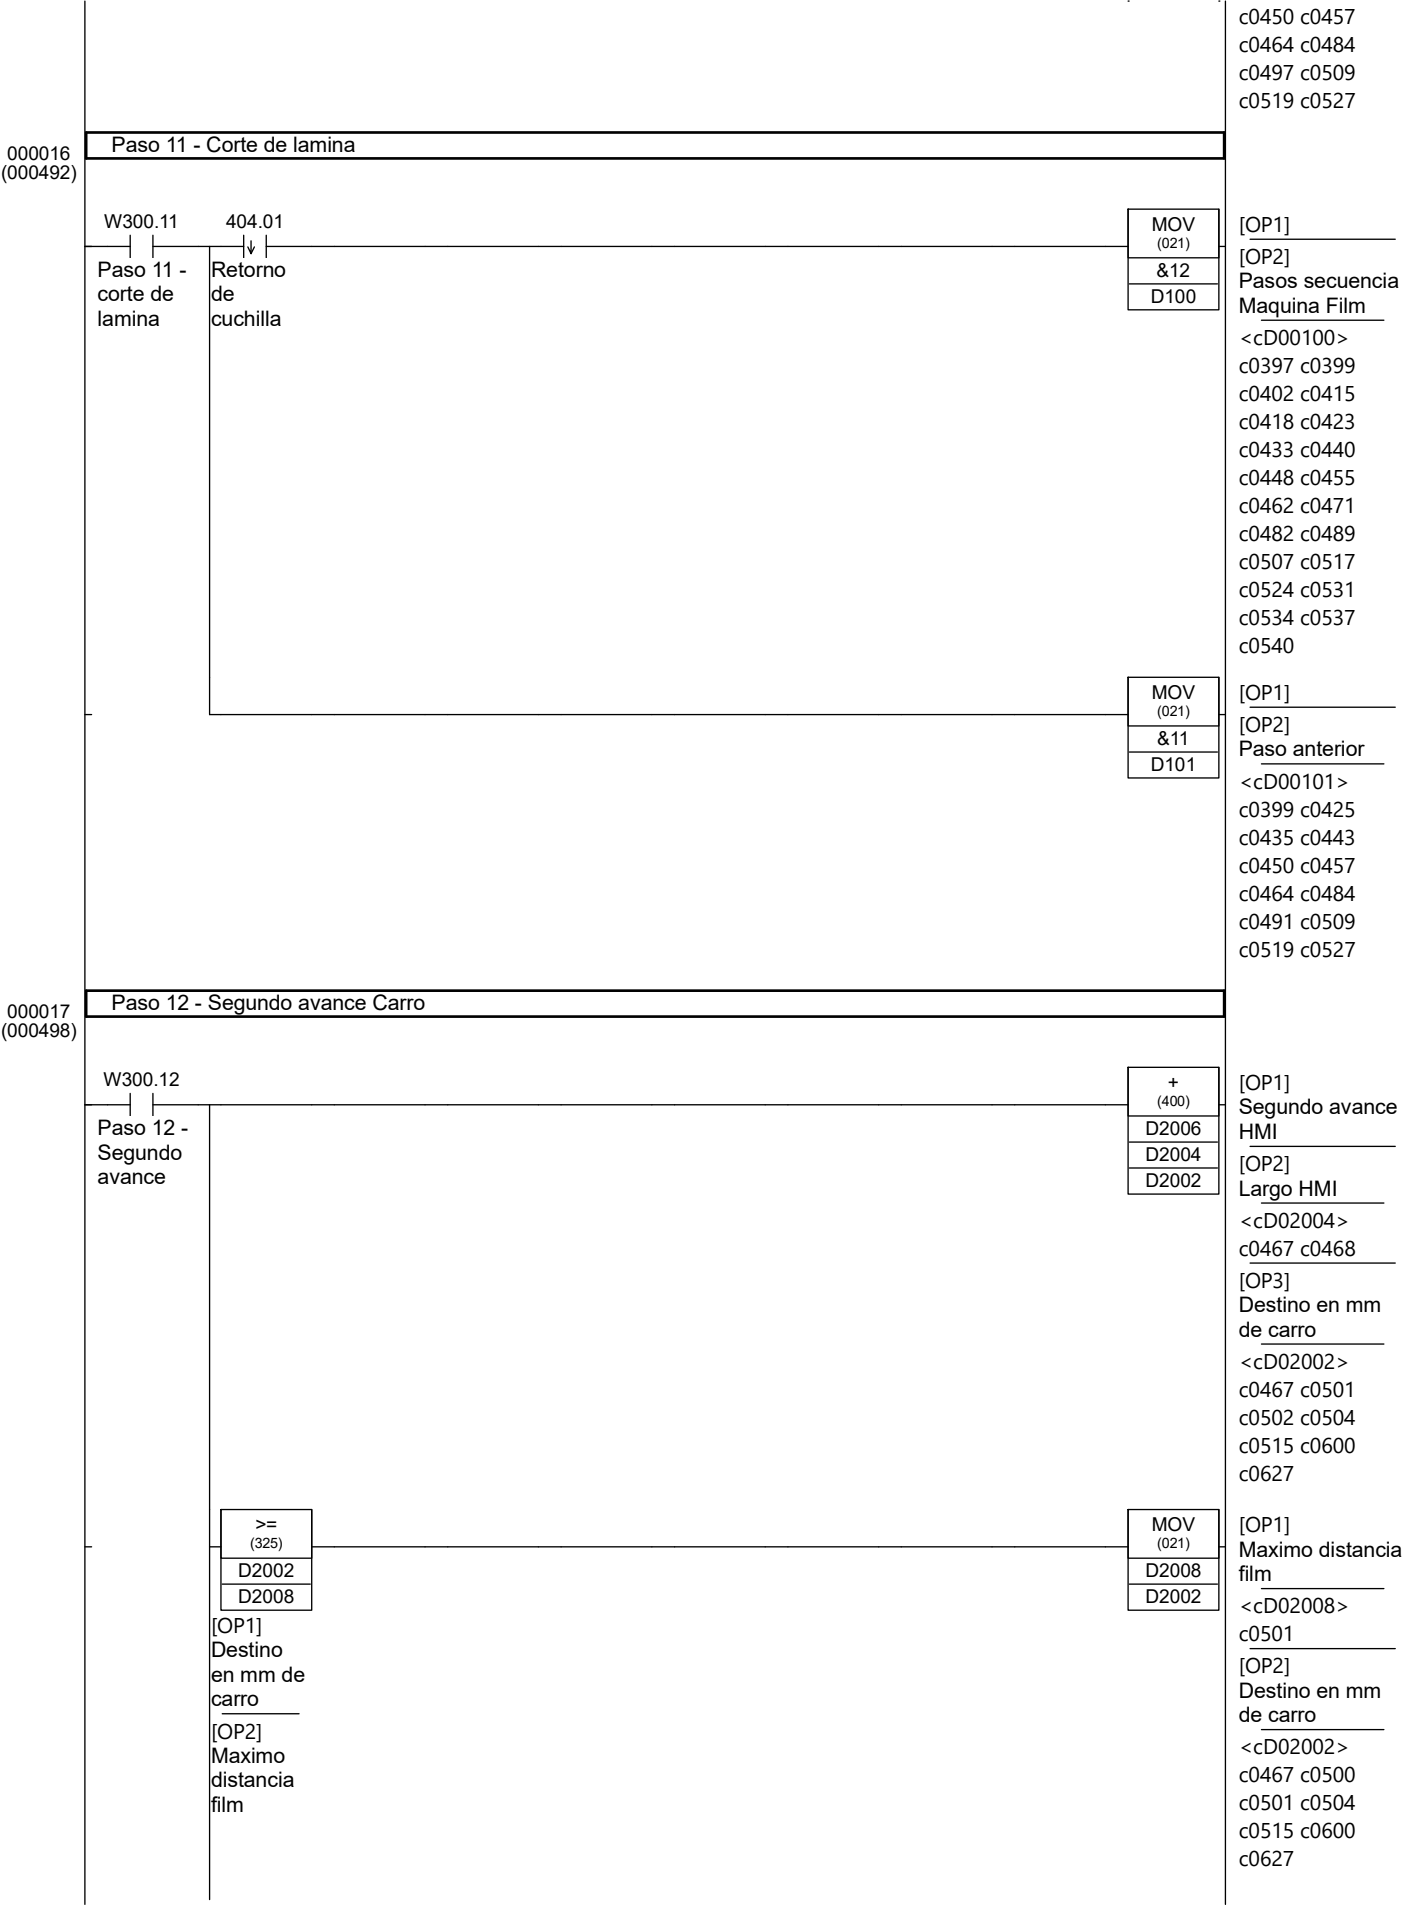 c0450 c0457
c0464 c0484
c0497 c0509
c0519 c0527
000016
(000492)
Paso 11 - Corte de lamina
W300.11
Paso 11 -
corte de
lamina
404.01
Retorno
de
cuchilla
MOV
(021)
&12
D100
[OP1]
[OP2]
Pasos secuencia
Maquina Film
<cD00100>
c0397 c0399
c0402 c0415
c0418 c0423
c0433 c0440
c0448 c0455
c0462 c0471
c0482 c0489
c0507 c0517
c0524 c0531
c0534 c0537
c0540
MOV
(021)
&11
D101
[OP1]
[OP2]
Paso anterior
<cD00101>
c0399 c0425
c0435 c0443
c0450 c0457
c0464 c0484
c0491 c0509
c0519 c0527
000017
(000498)
Paso 12 - Segundo avance Carro
W300.12
Paso 12 -
Segundo
avance
+
(400)
D2006
D2004
D2002
[OP1]
Segundo avance
HMI
[OP2]
Largo HMI
<cD02004>
c0467 c0468
[OP3]
Destino en mm
de carro
<cD02002>
c0467 c0501
c0502 c0504
c0515 c0600
c0627
>=
(325)
D2002
D2008
[OP1]
Destino
en mm de
carro
[OP2]
Maximo
distancia
film
MOV
(021)
D2008
D2002
[OP1]
Maximo distancia
film
<cD02008>
c0501
[OP2]
Destino en mm
de carro
<cD02002>
c0467 c0500
c0501 c0504
c0515 c0600
c0627